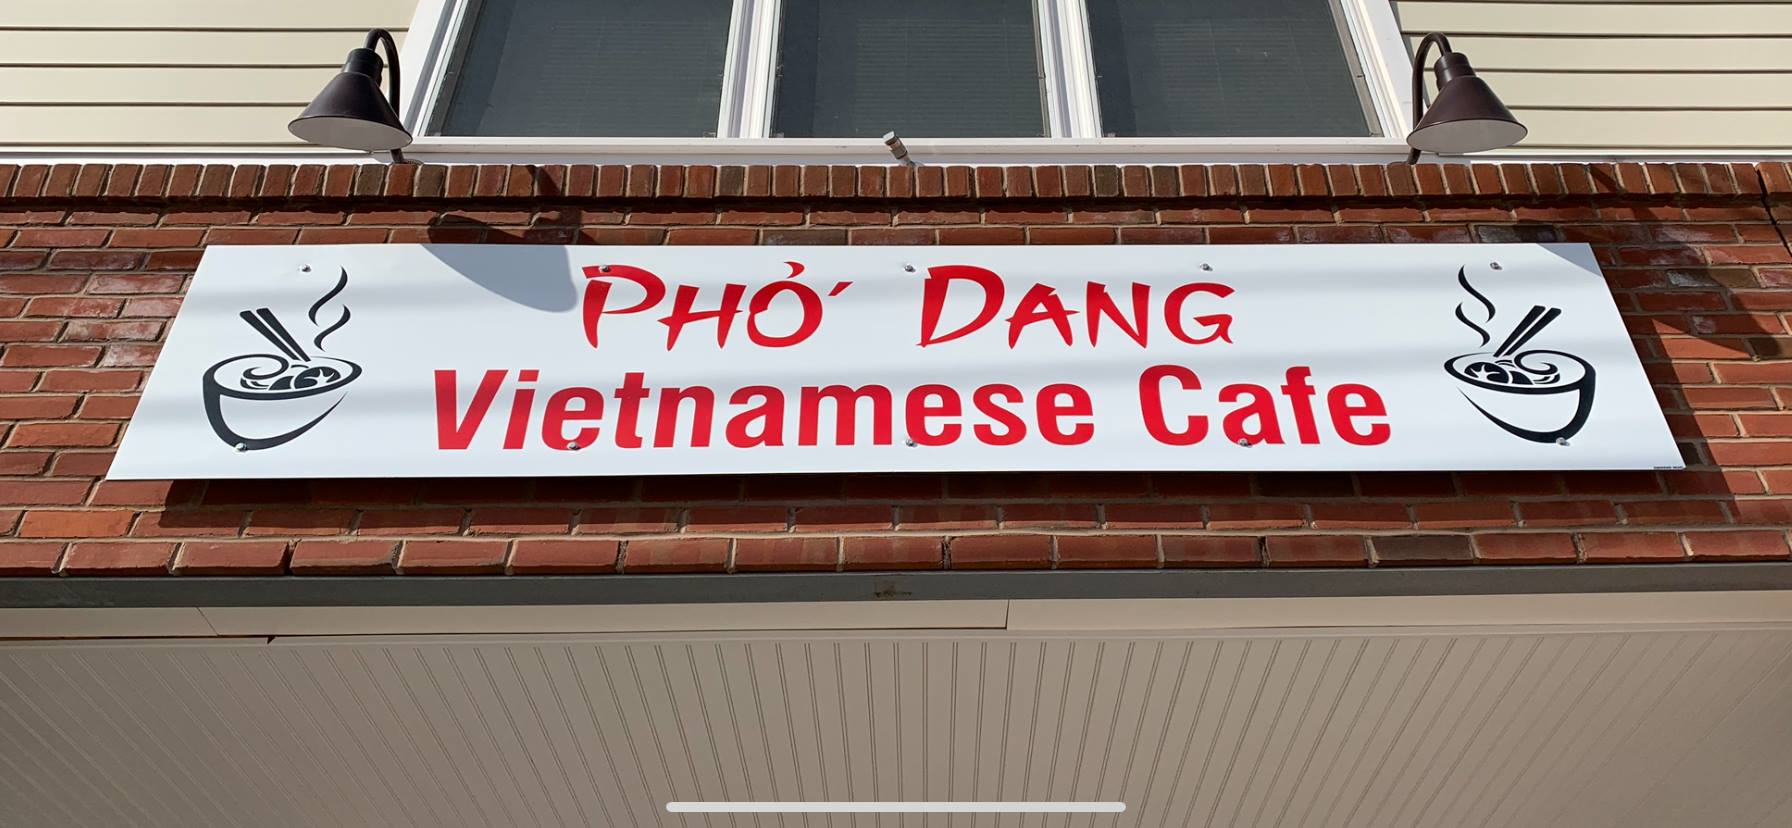 PHỞ DANG
Vietnamese Cafe